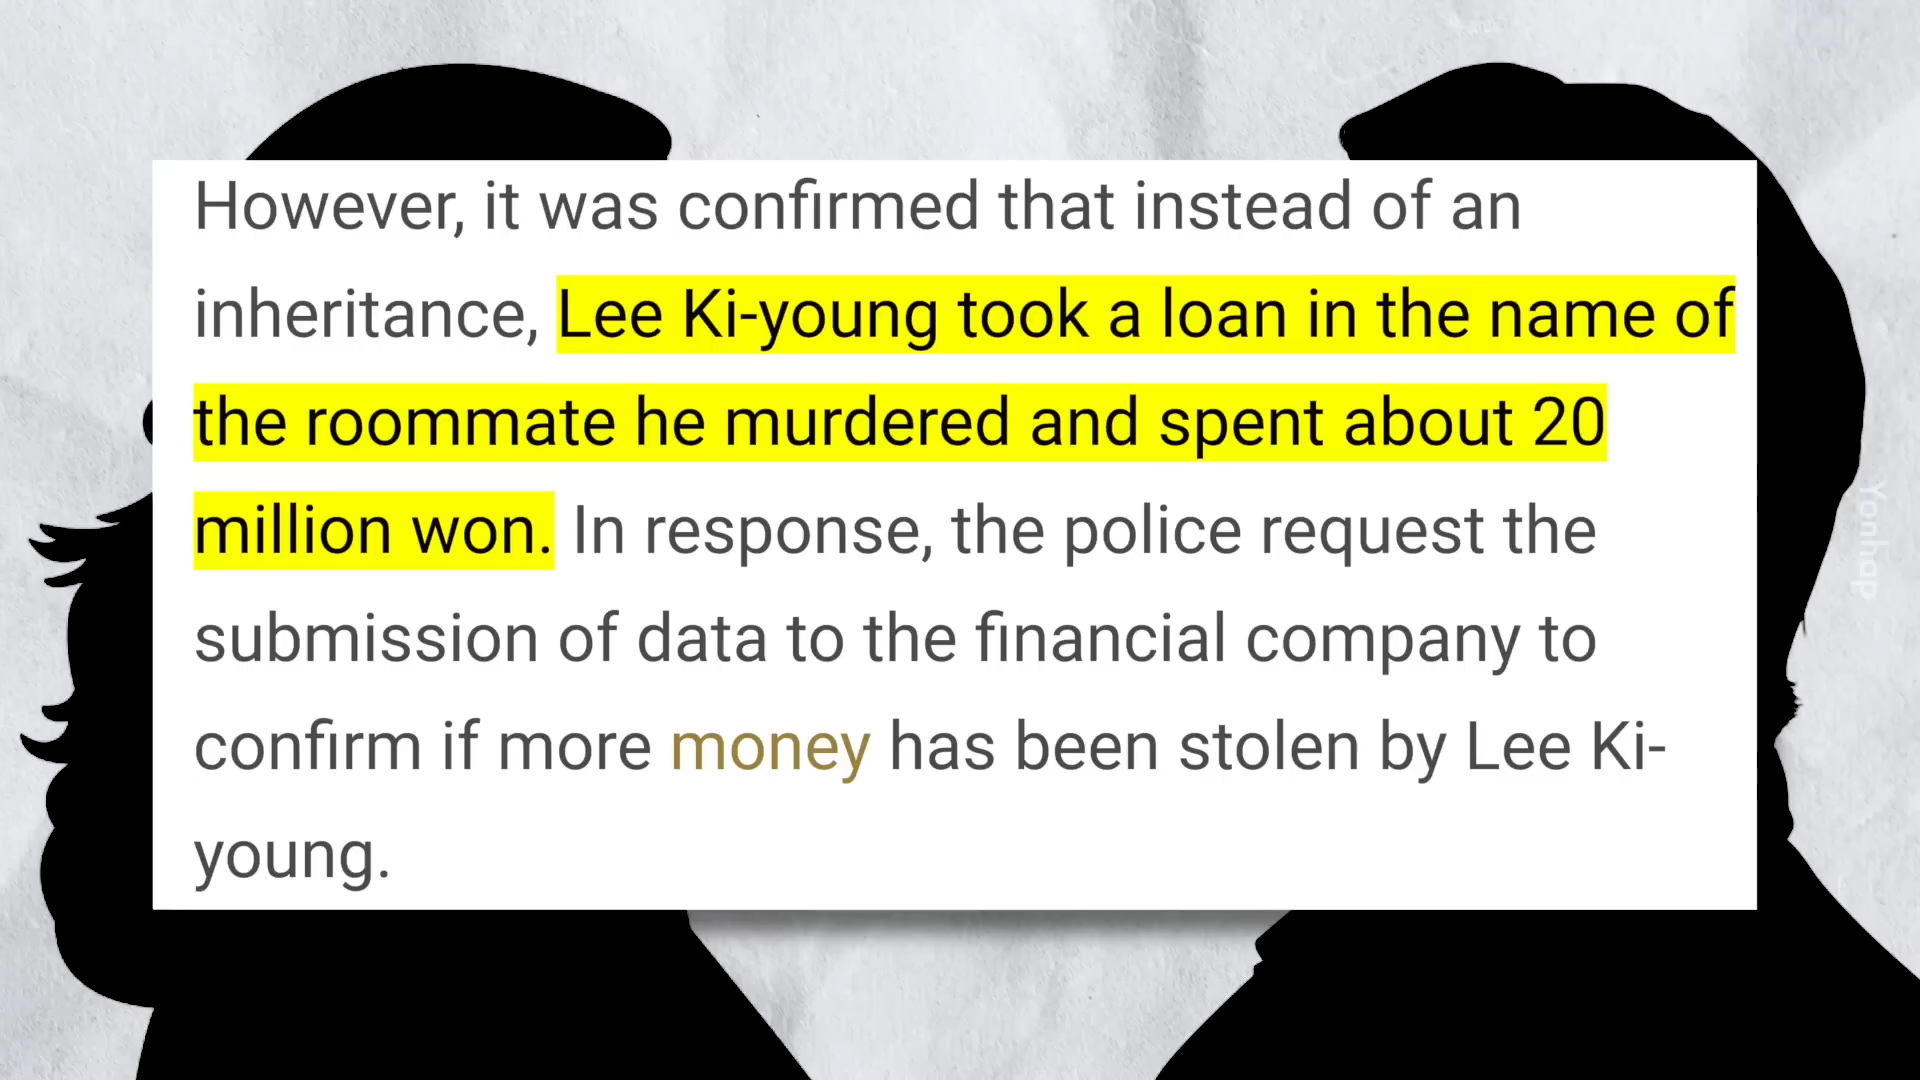 However, it was confirmed that instead of an
inheritance, Lee Ki-young took a loan in the name of
the roommate he murdered and spent about 20
million won. In response, the police request the
submission of data to the financial company to
confirm if more money has been stolen by Lee Ki-
young.
Yonhap